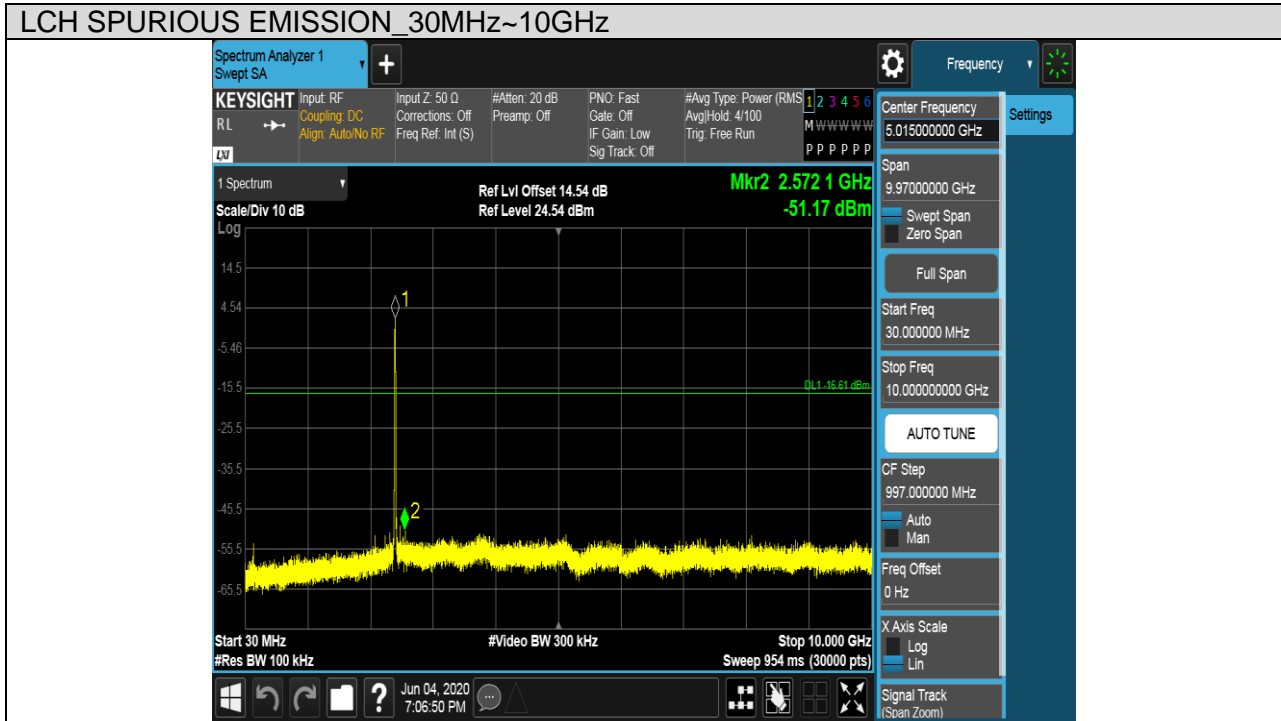 LCH SPURIOUS EMISSION_30MHz~10GHz
Spectrum Analyzer 1
Swept SA
+
Frequency
KEYSIGHT
RL
LXI
Input: RF
Coupling: DC
Align: Auto/No RF
Input Z: 50 Ω
Corrections: Off
Freq Ref: Int (S)
#Atten: 20 dB
Preamp: Off
PNO: Fast
Gate: Off
IF Gain: Low
Sig Track: Off
#Avg Type: Power (RMS
Avg|Hold: 4/100
Trig: Free Run
1 2 3 4 5 6
M W W W W W
P P P P P P
1 Spectrum
Scale/Div 10 dB
Log
Ref Lvl Offset 14.54 dB
Ref Level 24.54 dBm
Mkr2 2.572 1 GHz
-51.17 dBm
14.5
4.54
-5.46
-15.5
-25.5
-35.5
-45.5
-55.5
-65.5
1
2
DL1 -16.61 dBm
Start 30 MHz
#Res BW 100 kHz
#Video BW 300 kHz
Stop 10.000 GHz
Sweep 954 ms (30000 pts)
Center Frequency
5.015000000 GHz
Settings
Span
9.97000000 GHz
Swept Span
Zero Span
Full Span
Start Freq
30.000000 MHz
Stop Freq
10.000000000 GHz
AUTO TUNE
CF Step
997.000000 MHz
Auto
Man
Freq Offset
0 Hz
X Axis Scale
Log
Lin
Signal Track
(Span Zoom)
?
Jun 04, 2020
7:06:50 PM